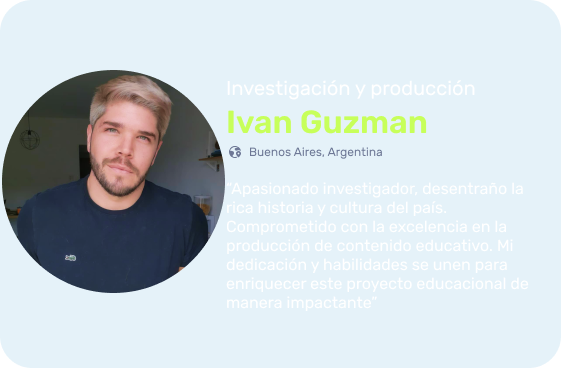 Investigación y producción
Ivan Guzman
Buenos Aires, Argentina
"Apasionado investigador, desentraño la
rica historia y cultura del país.
Comprometido con la excelencia en la
producción de contenido educativo. Mi
dedicación y habilidades se unen para
enriquecer este proyecto educacional de
manera impactante"